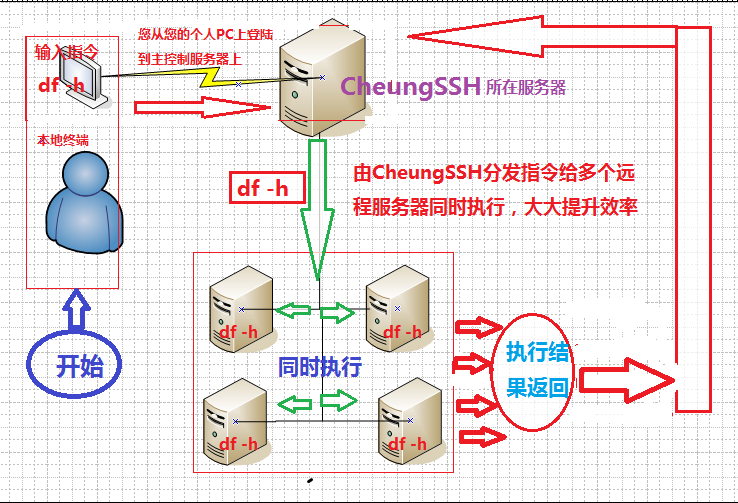 输入指令
df -h
您从您的个人PC上登陆
到主控制服务器上
CheungSSH 所在服务器
本地终端
df -h
由CheungSSH分发指令给多个远
程服务器同时执行，大大提升效率
df -h
df -h
开始
同时执行
执行结
果返回
df -h
df -h